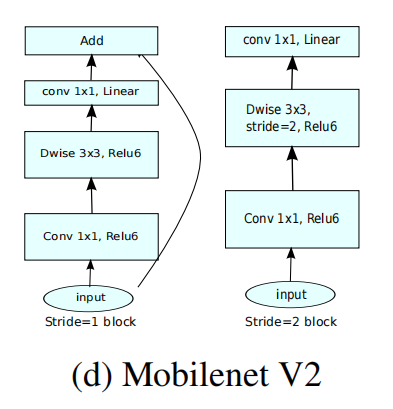 Add
conv 1x1, Linear
Dwise 3x3, Relu6
Conv 1x1, Relu6
input
Stride=1 block
conv 1x1, Linear
Dwise 3x3,
stride=2, Relu6
Conv 1x1, Relu6
input
Stride=2 block
(d) Mobilenet V2